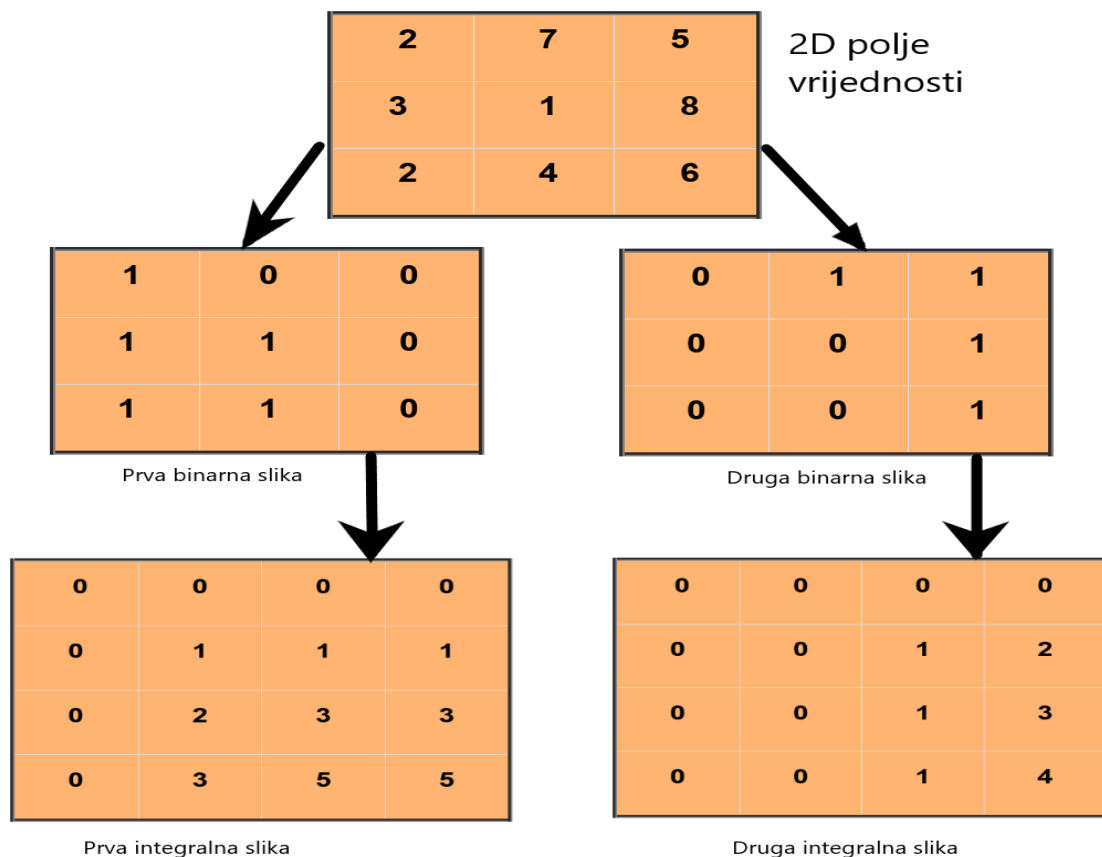 2 7 5
2D polje
vrijednosti
3 1 8
2 4 6
1 0 0
1 1 0
1 1 0
Prva binarna slika
0 1 1
0 0 1
0 0 1
Druga binarna slika
0 0 0 0
0 1 1 1
0 2 3 3
0 3 5 5
Prva integralna slika
0 0 0 0
0 0 1 2
0 0 1 3
0 0 1 4
Druga integralna slika